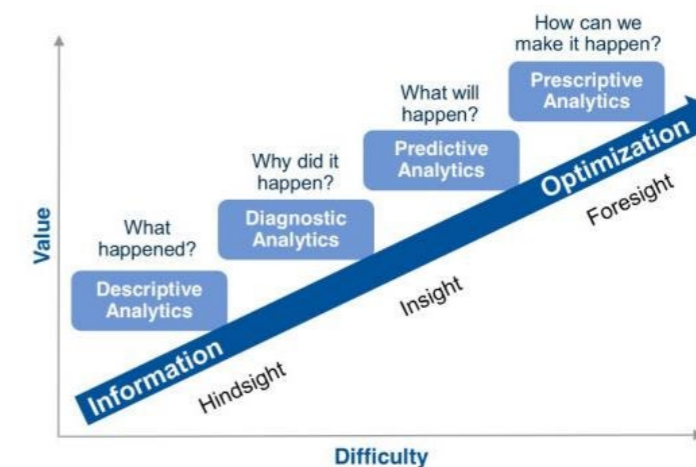 How can we
make it happen?
Prescriptive
Analytics
What will
happen?
Predictive
Analytics
Why did it
happen?
Diagnostic
Analytics
What
happened?
Descriptive
Analytics
Value
Information
Optimization
Hindsight
Insight
Foresight
Difficulty